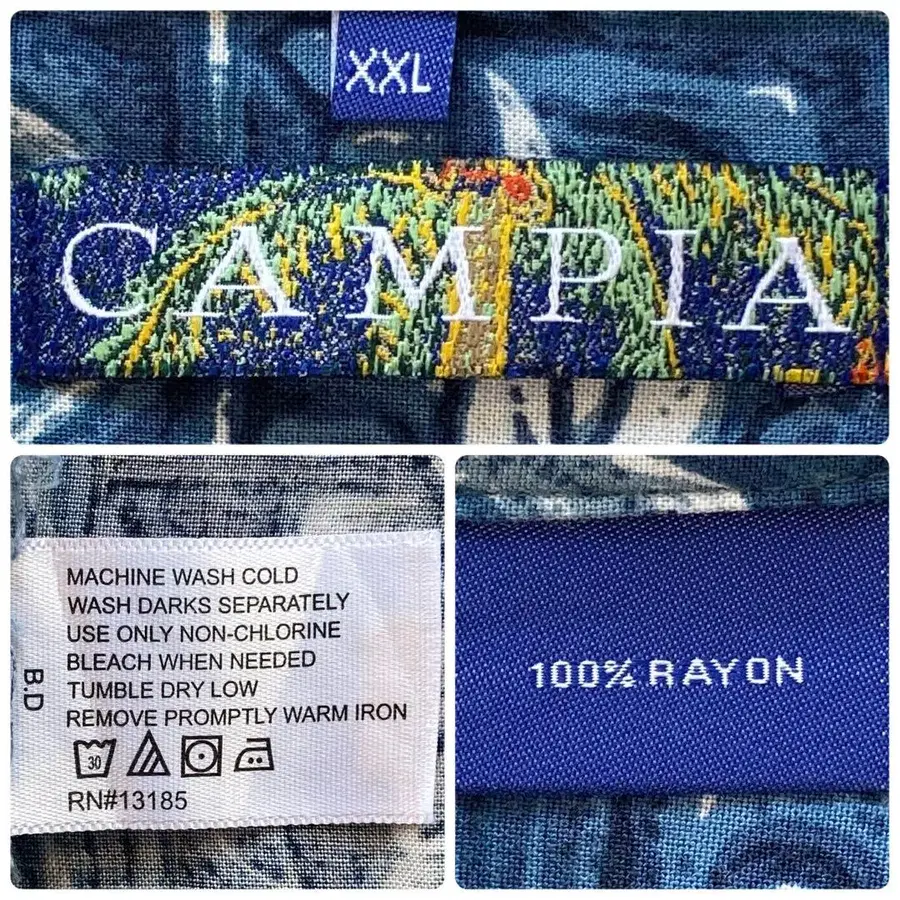 XXL
CAMPIA
MACHINE WASH COLD
WASH DARKS SEPARATELY
USE ONLY NON-CHLORINE
BLEACH WHEN NEEDED
TUMBLE DRY LOW
REMOVE PROMPTLY WARM IRON
B.D
30
RN#13185
100% RAYON